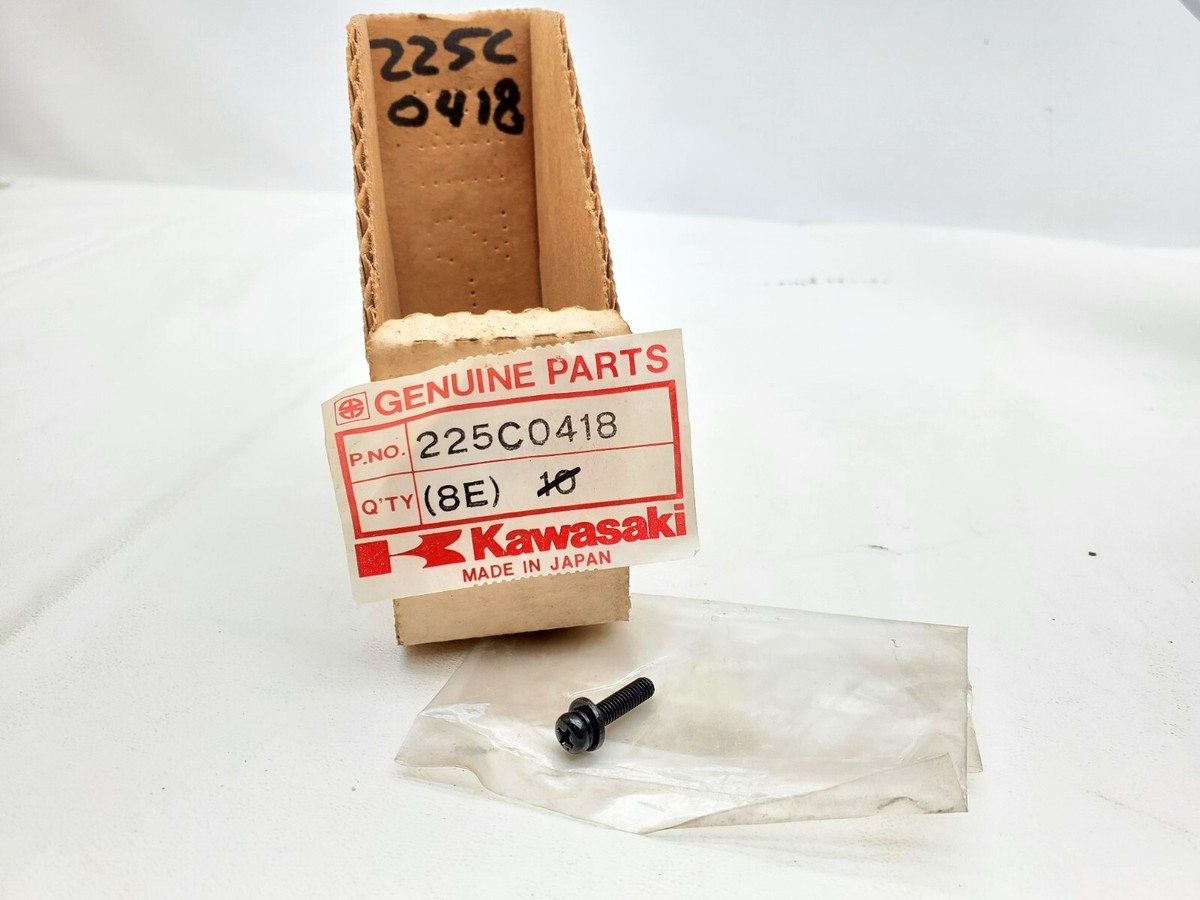 225C
0418
GENUINE PARTS
P.NO. 225C0418
Q'TY (8E) 10
Kawasaki
MADE IN JAPAN